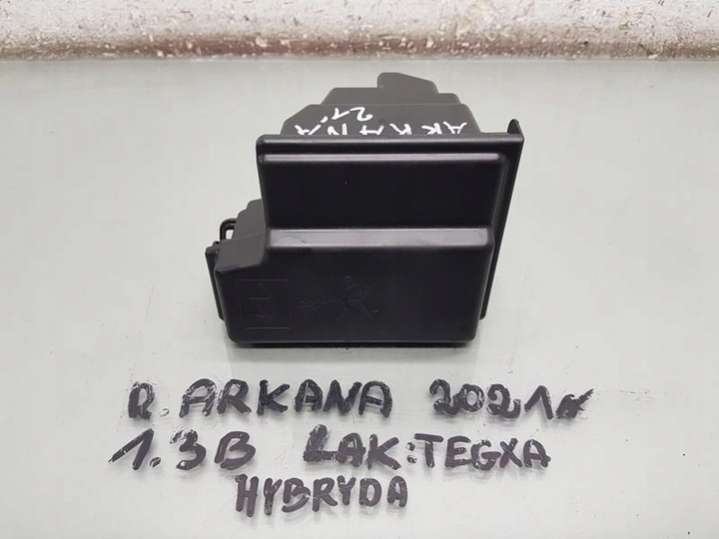 ARKANA
21'
R. ARKANA 2021r
1.3B LAK:TEGXA
HYBRYDA